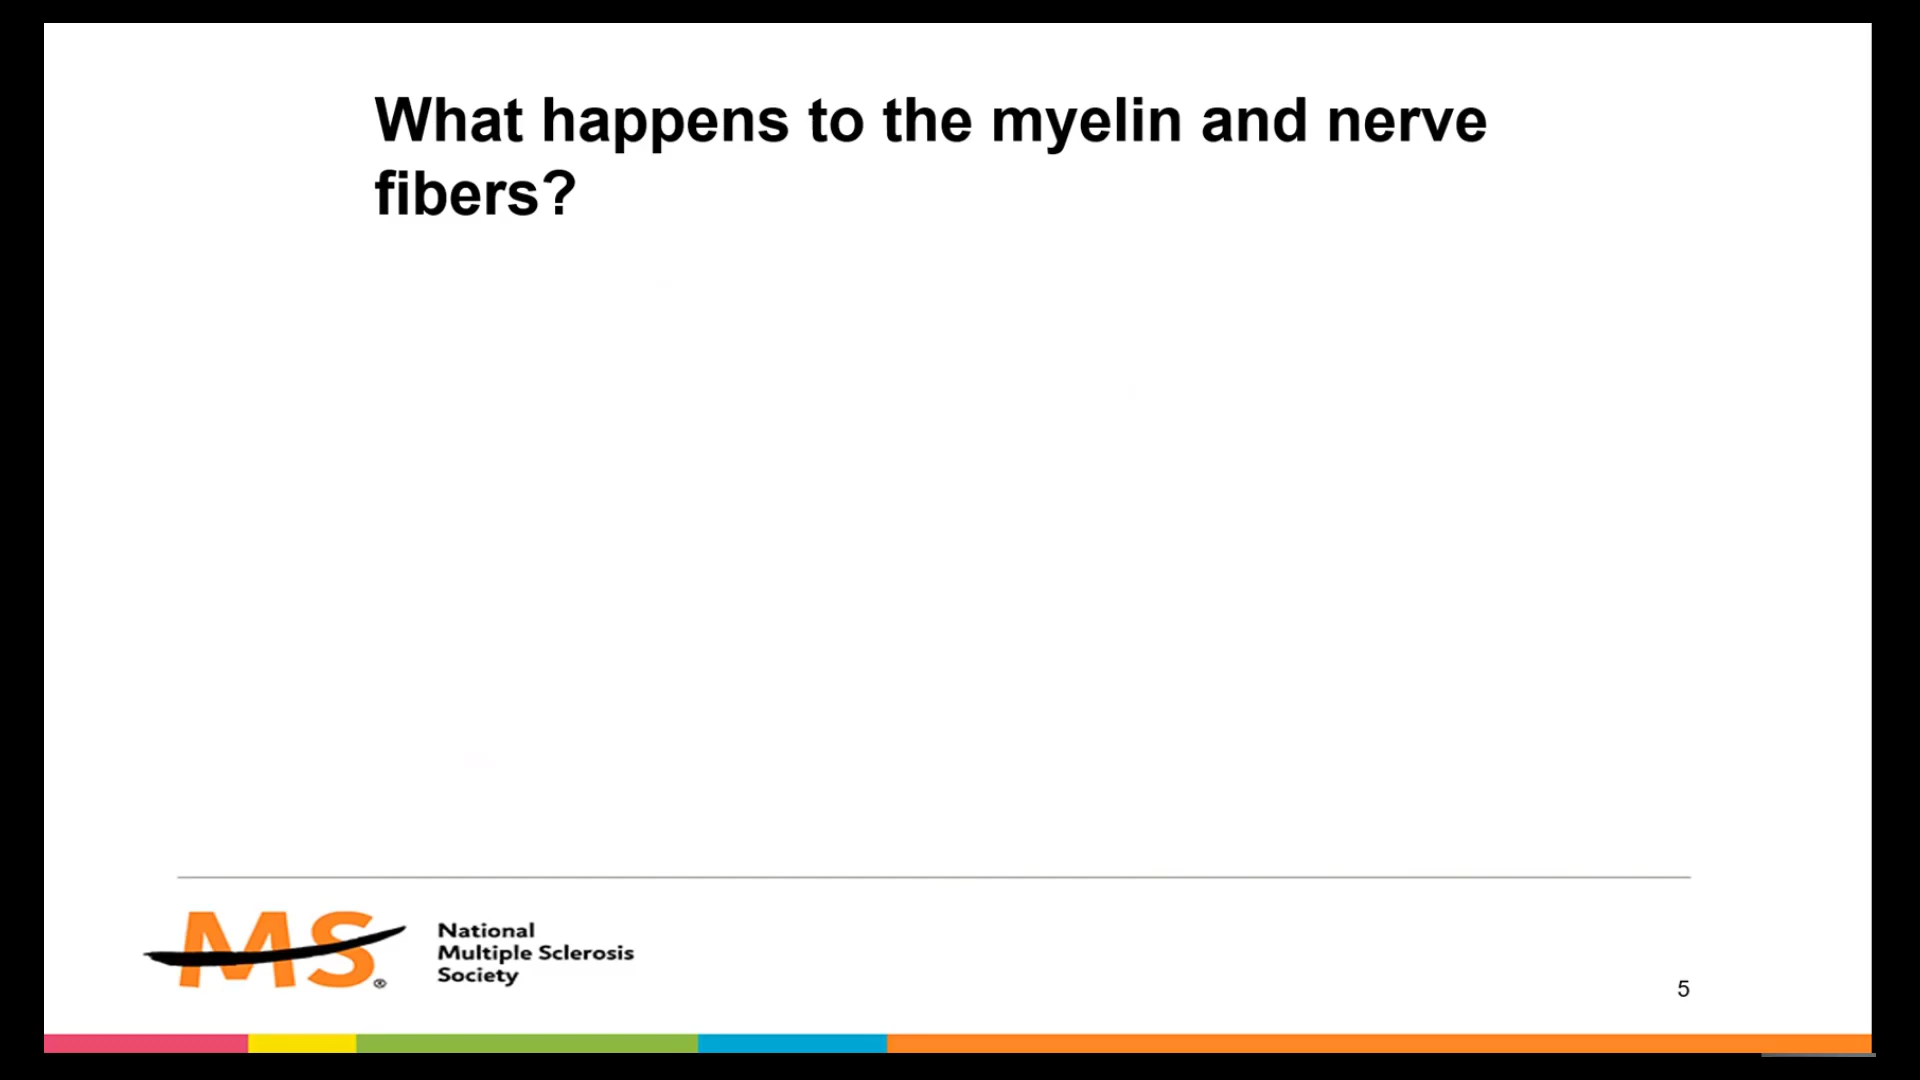 What happens to the myelin and nerve
fibers?
MS®
National
Multiple Sclerosis
Society
5